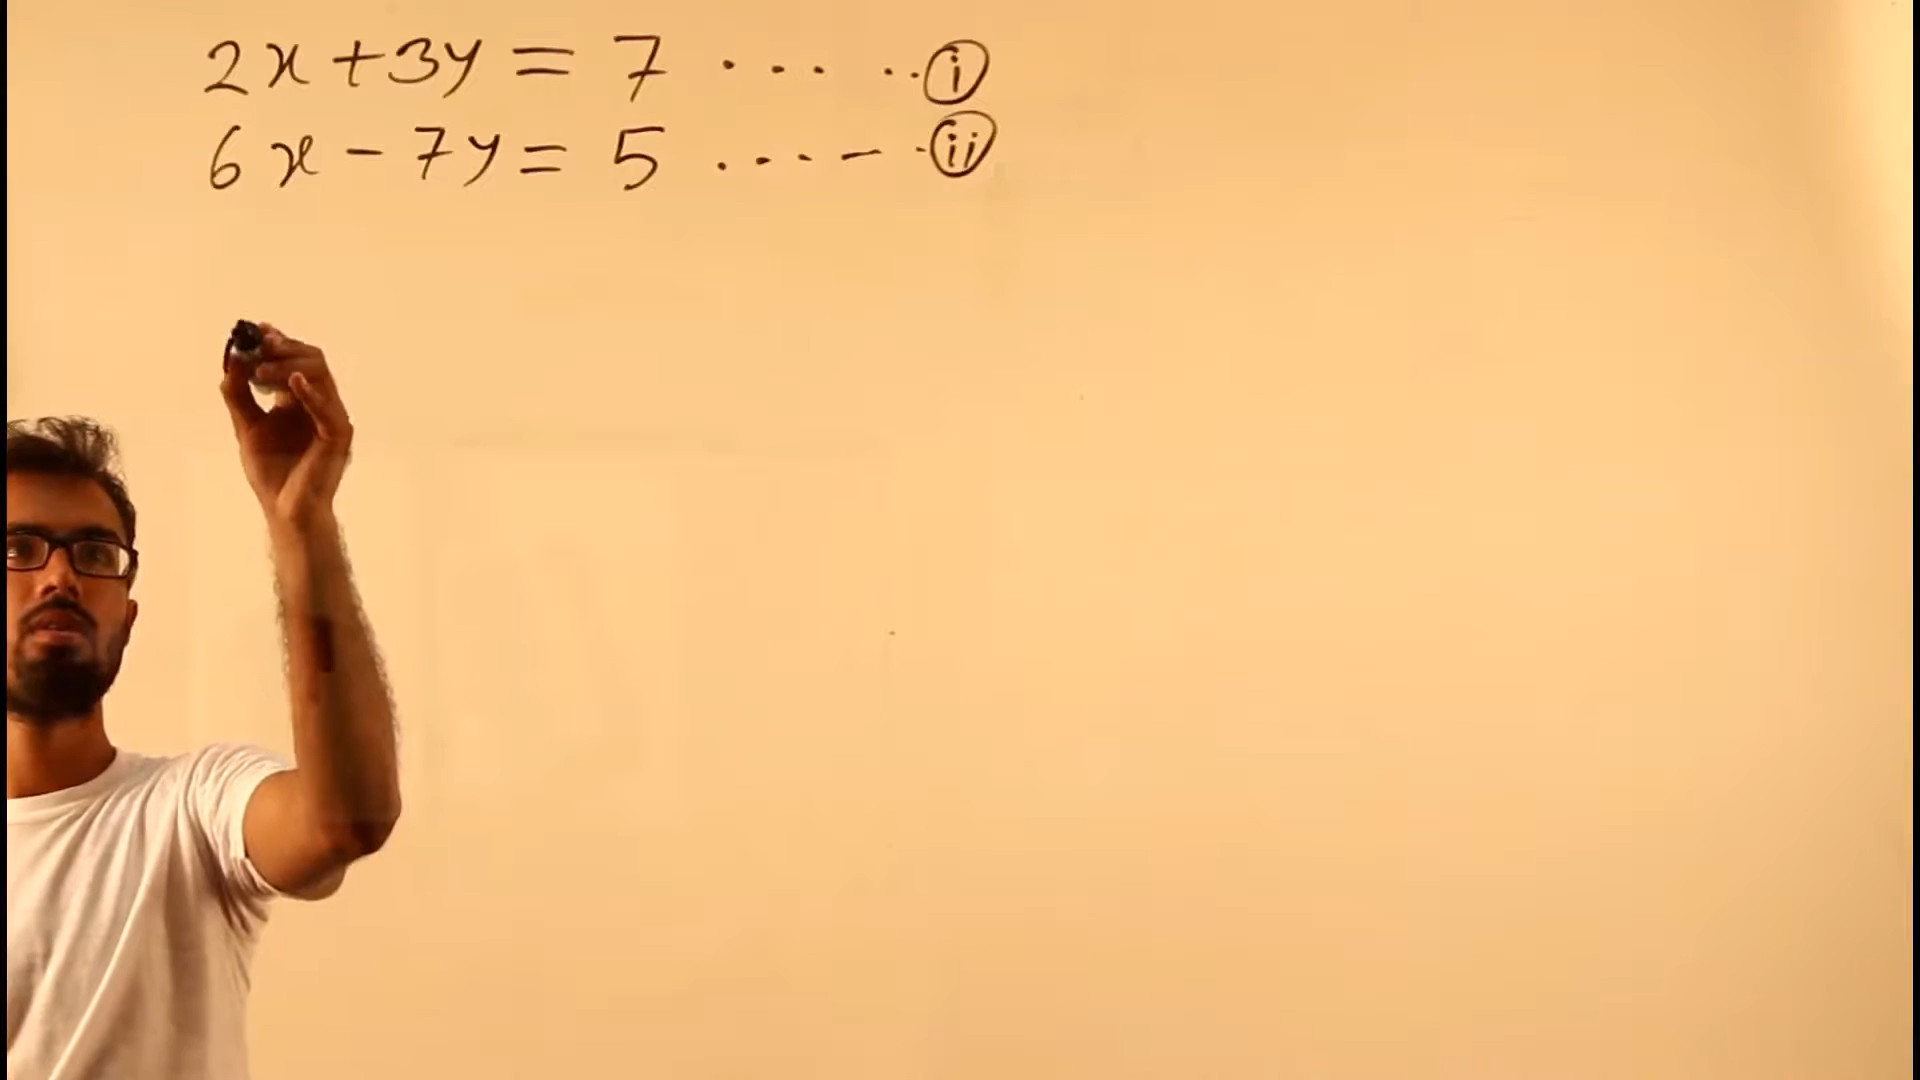 2x+3y = 7 ........ⓘ
6x - 7y = 5 ....-.ⓘⓘ